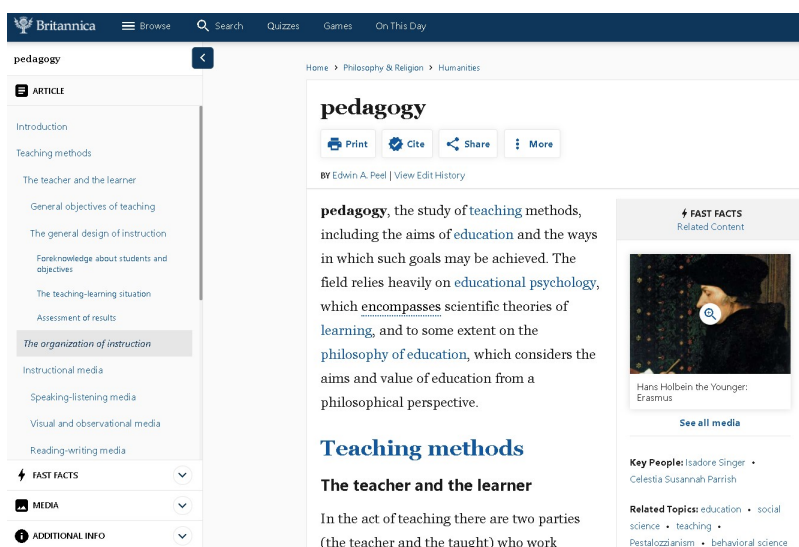 Britannica
Browse
Search
Quizzes
Games
On This Day
pedagogy
ARTICLE
Introduction
Teaching methods
The teacher and the learner
General objectives of teaching
The general design of instruction
Foreknowledge about students and
objectives
The teaching-learning situation
Assessment of results
The organization of instruction
Instructional media
Speaking-listening media
Visual and observational media
Reading-writing media
FAST FACTS
MEDIA
ADDITIONAL INFO
Home > Philosophy & Religion > Humanities
pedagogy
Print
Cite
Share
More
BY Edwin A. Peel | View Edit History
pedagogy, the study of teaching methods,
including the aims of education and the ways
in which such goals may be achieved. The
field relies heavily on educational psychology,
which encompasses scientific theories of
learning, and to some extent on the
philosophy of education, which considers the
aims and value of education from a
philosophical perspective.
Teaching methods
The teacher and the learner
In the act of teaching there are two parties
(the teacher and the taught) who work
FAST FACTS
Related Content
Hans Holbein the Younger:
Erasmus
See all media
Key People: Isadore Singer •
Celestia Susannah Parrish
Related Topics: education • social
science • teaching •
Pestalozzianism • behavioral science